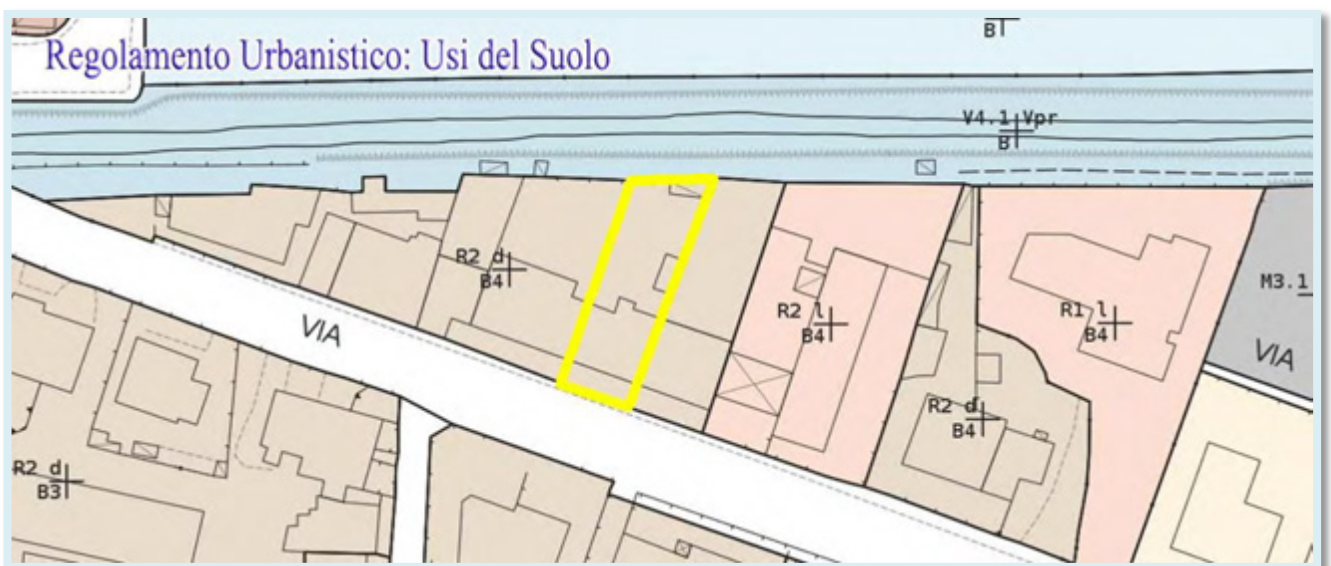 Regolamento Urbanistico: Usi del Suolo
B
V4.1 Vpr
B
R2 d
B4
M3.1
R2 l
B4
R1 l
B4
VIA
VIA
R2 d
B4
R2 d
B3